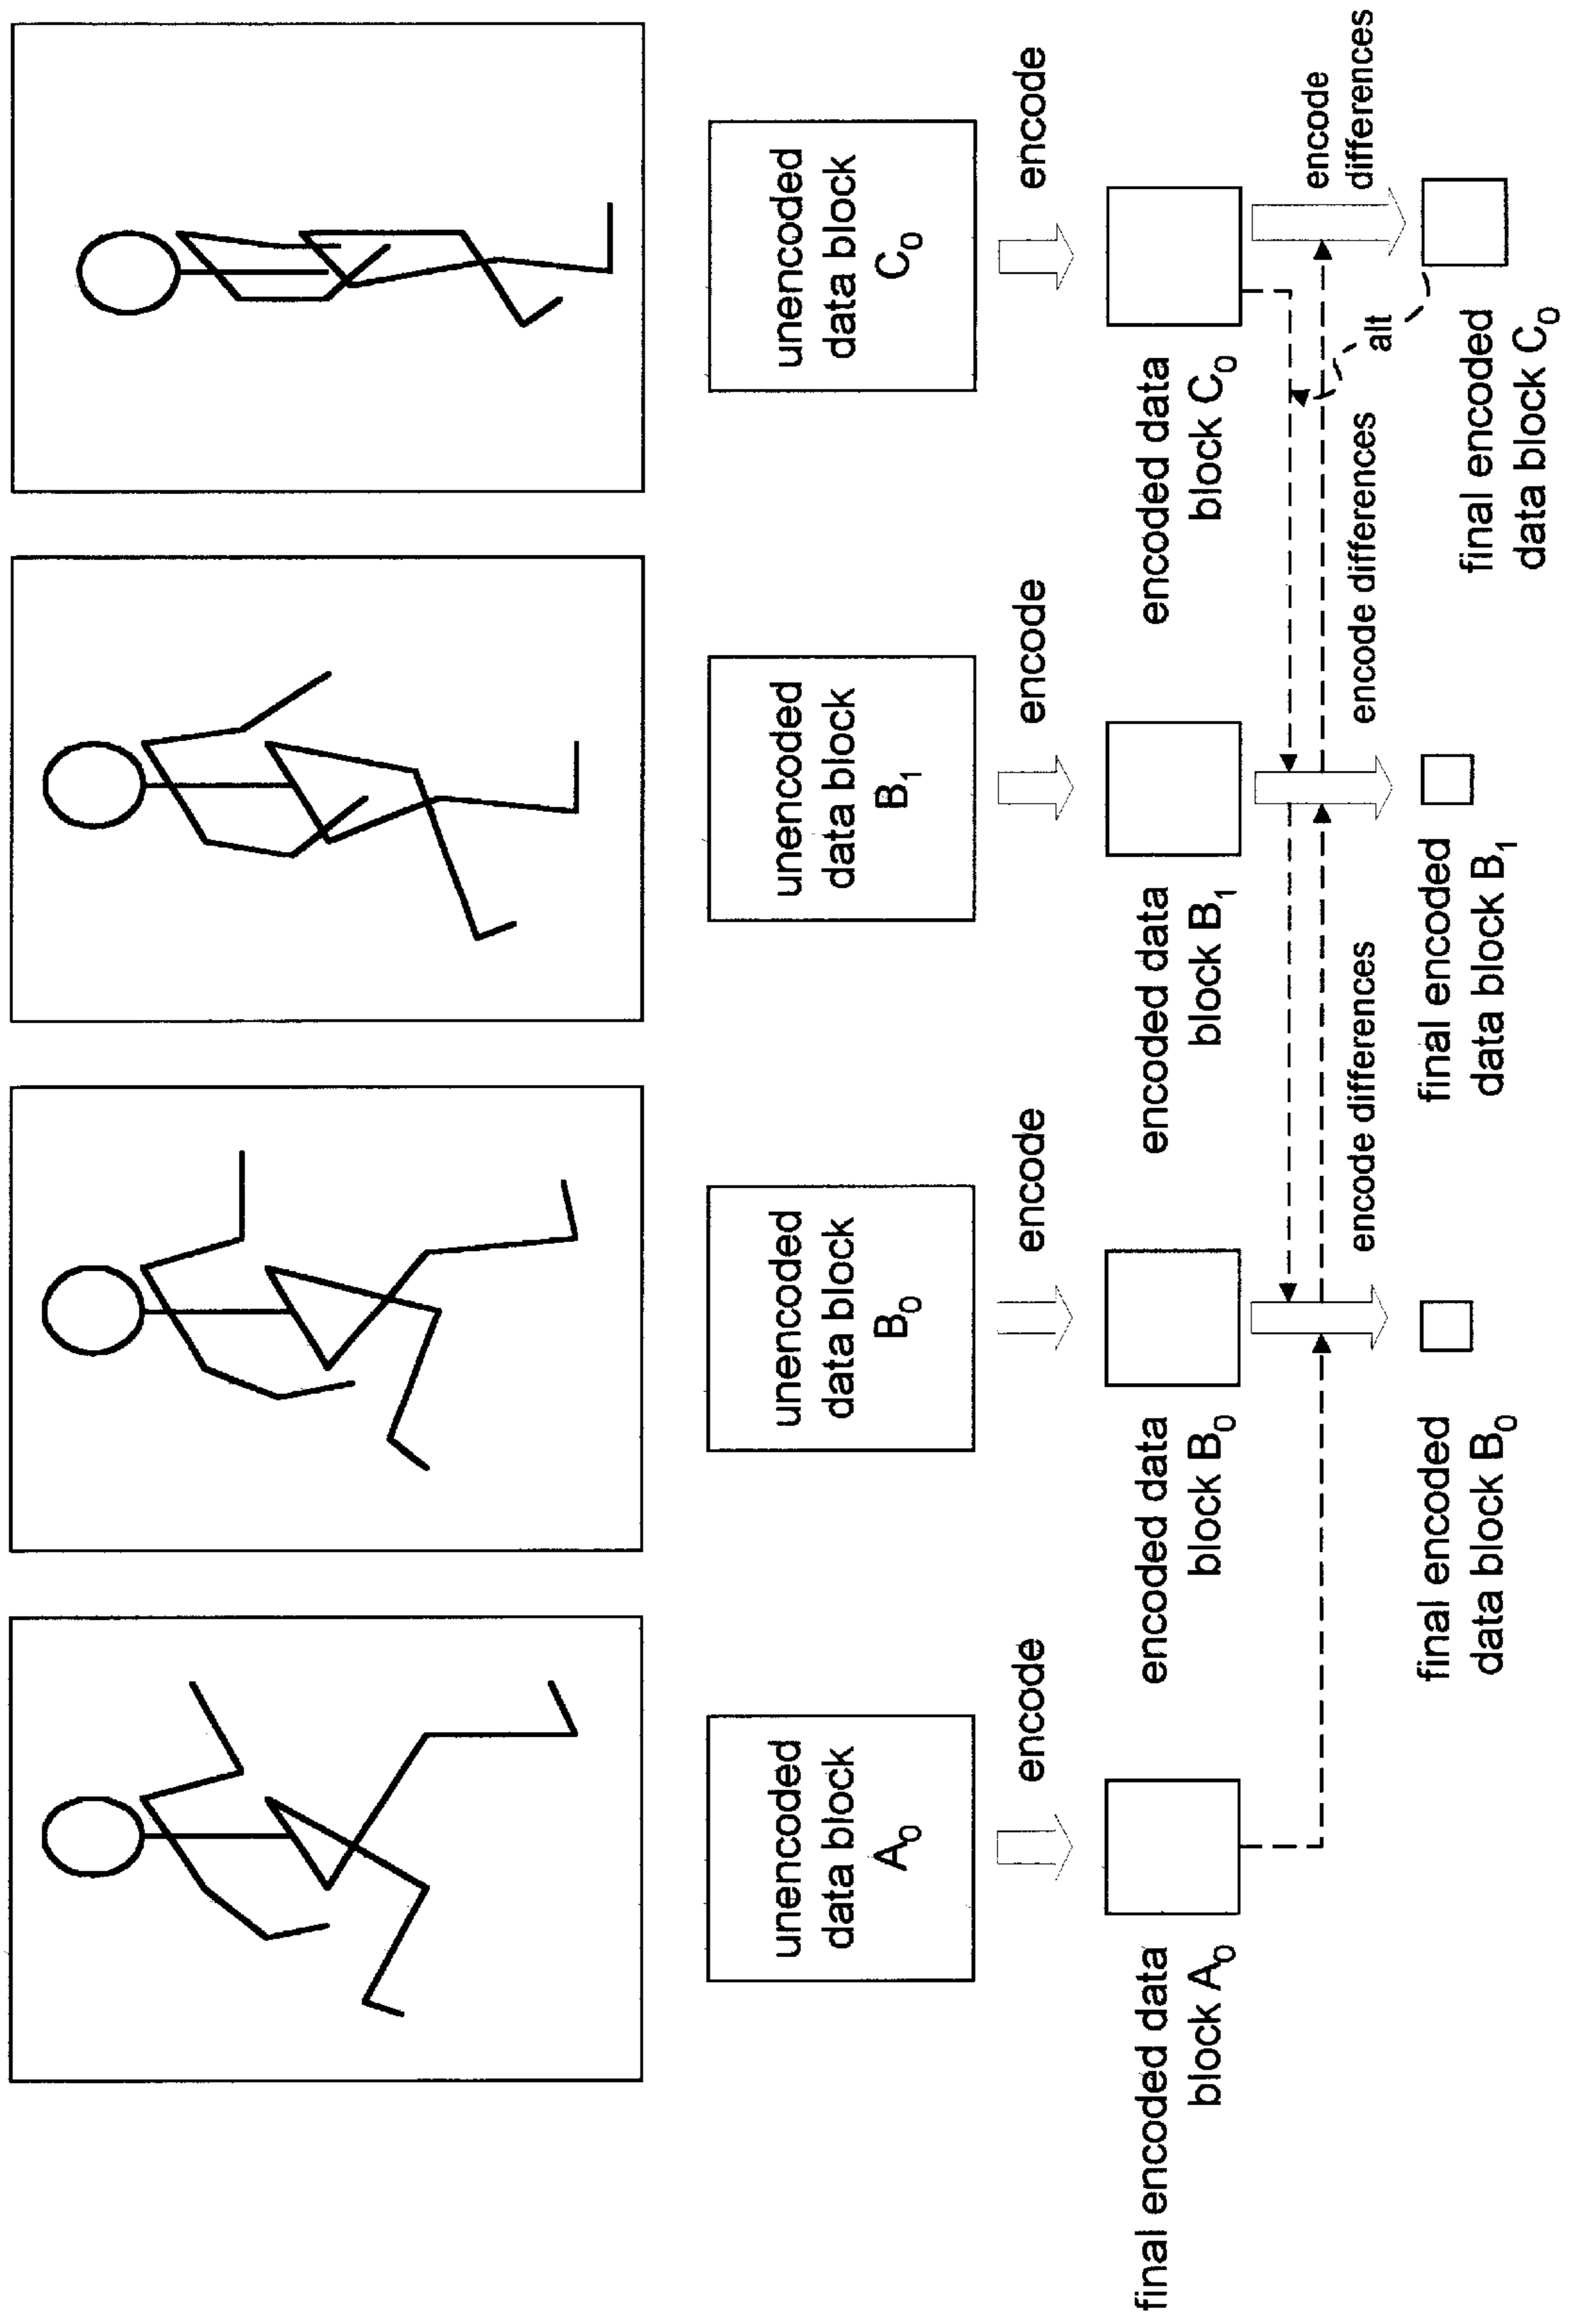 unencoded
data block
A₀
unencoded
data block
B₀
unencoded
data block
B₁
unencoded
data block
C₀
encode
encode
encode
encode
final encoded data
block A₀
encoded data
block B₀
encoded data
block B₁
encoded data
block C₀
encode differences
encode differences
alt
encode
differences
final encoded
data block B₀
final encoded
data block B₁
final encoded
data block C₀